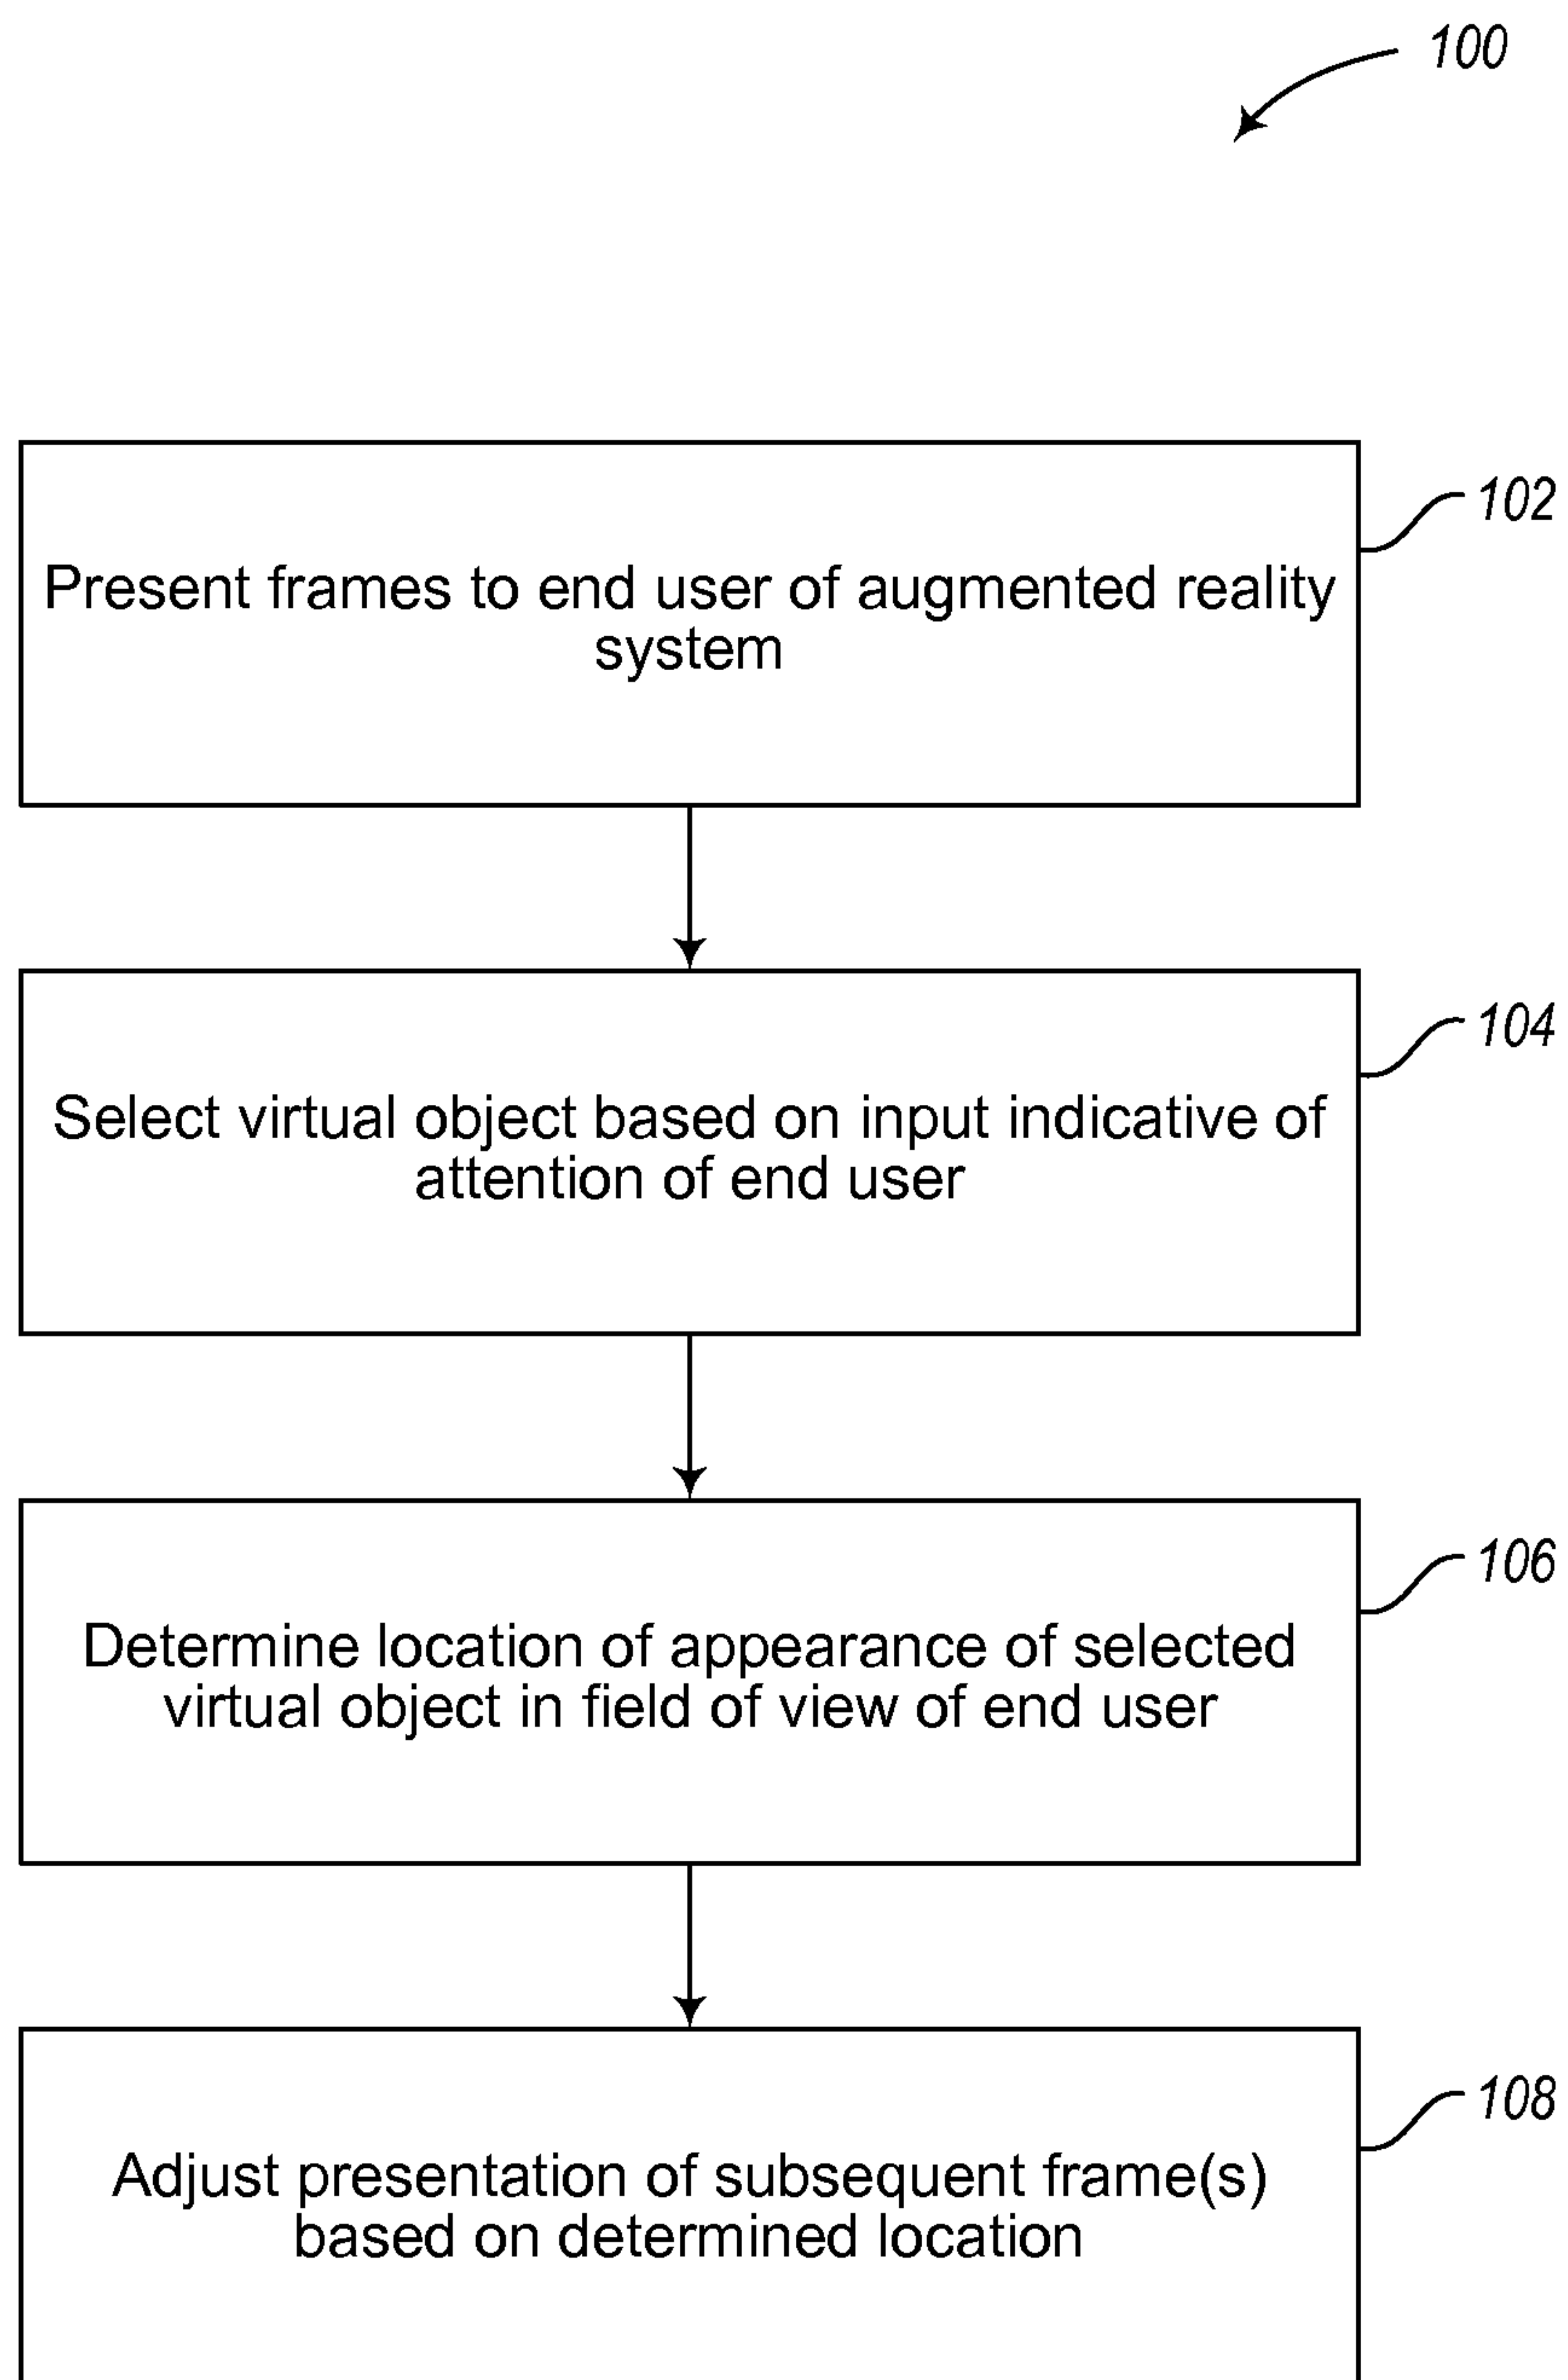 100
102
Present frames to end user of augmented reality
system
104
Select virtual object based on input indicative of
attention of end user
106
Determine location of appearance of selected
virtual object in field of view of end user
108
Adjust presentation of subsequent frame(s)
based on determined location